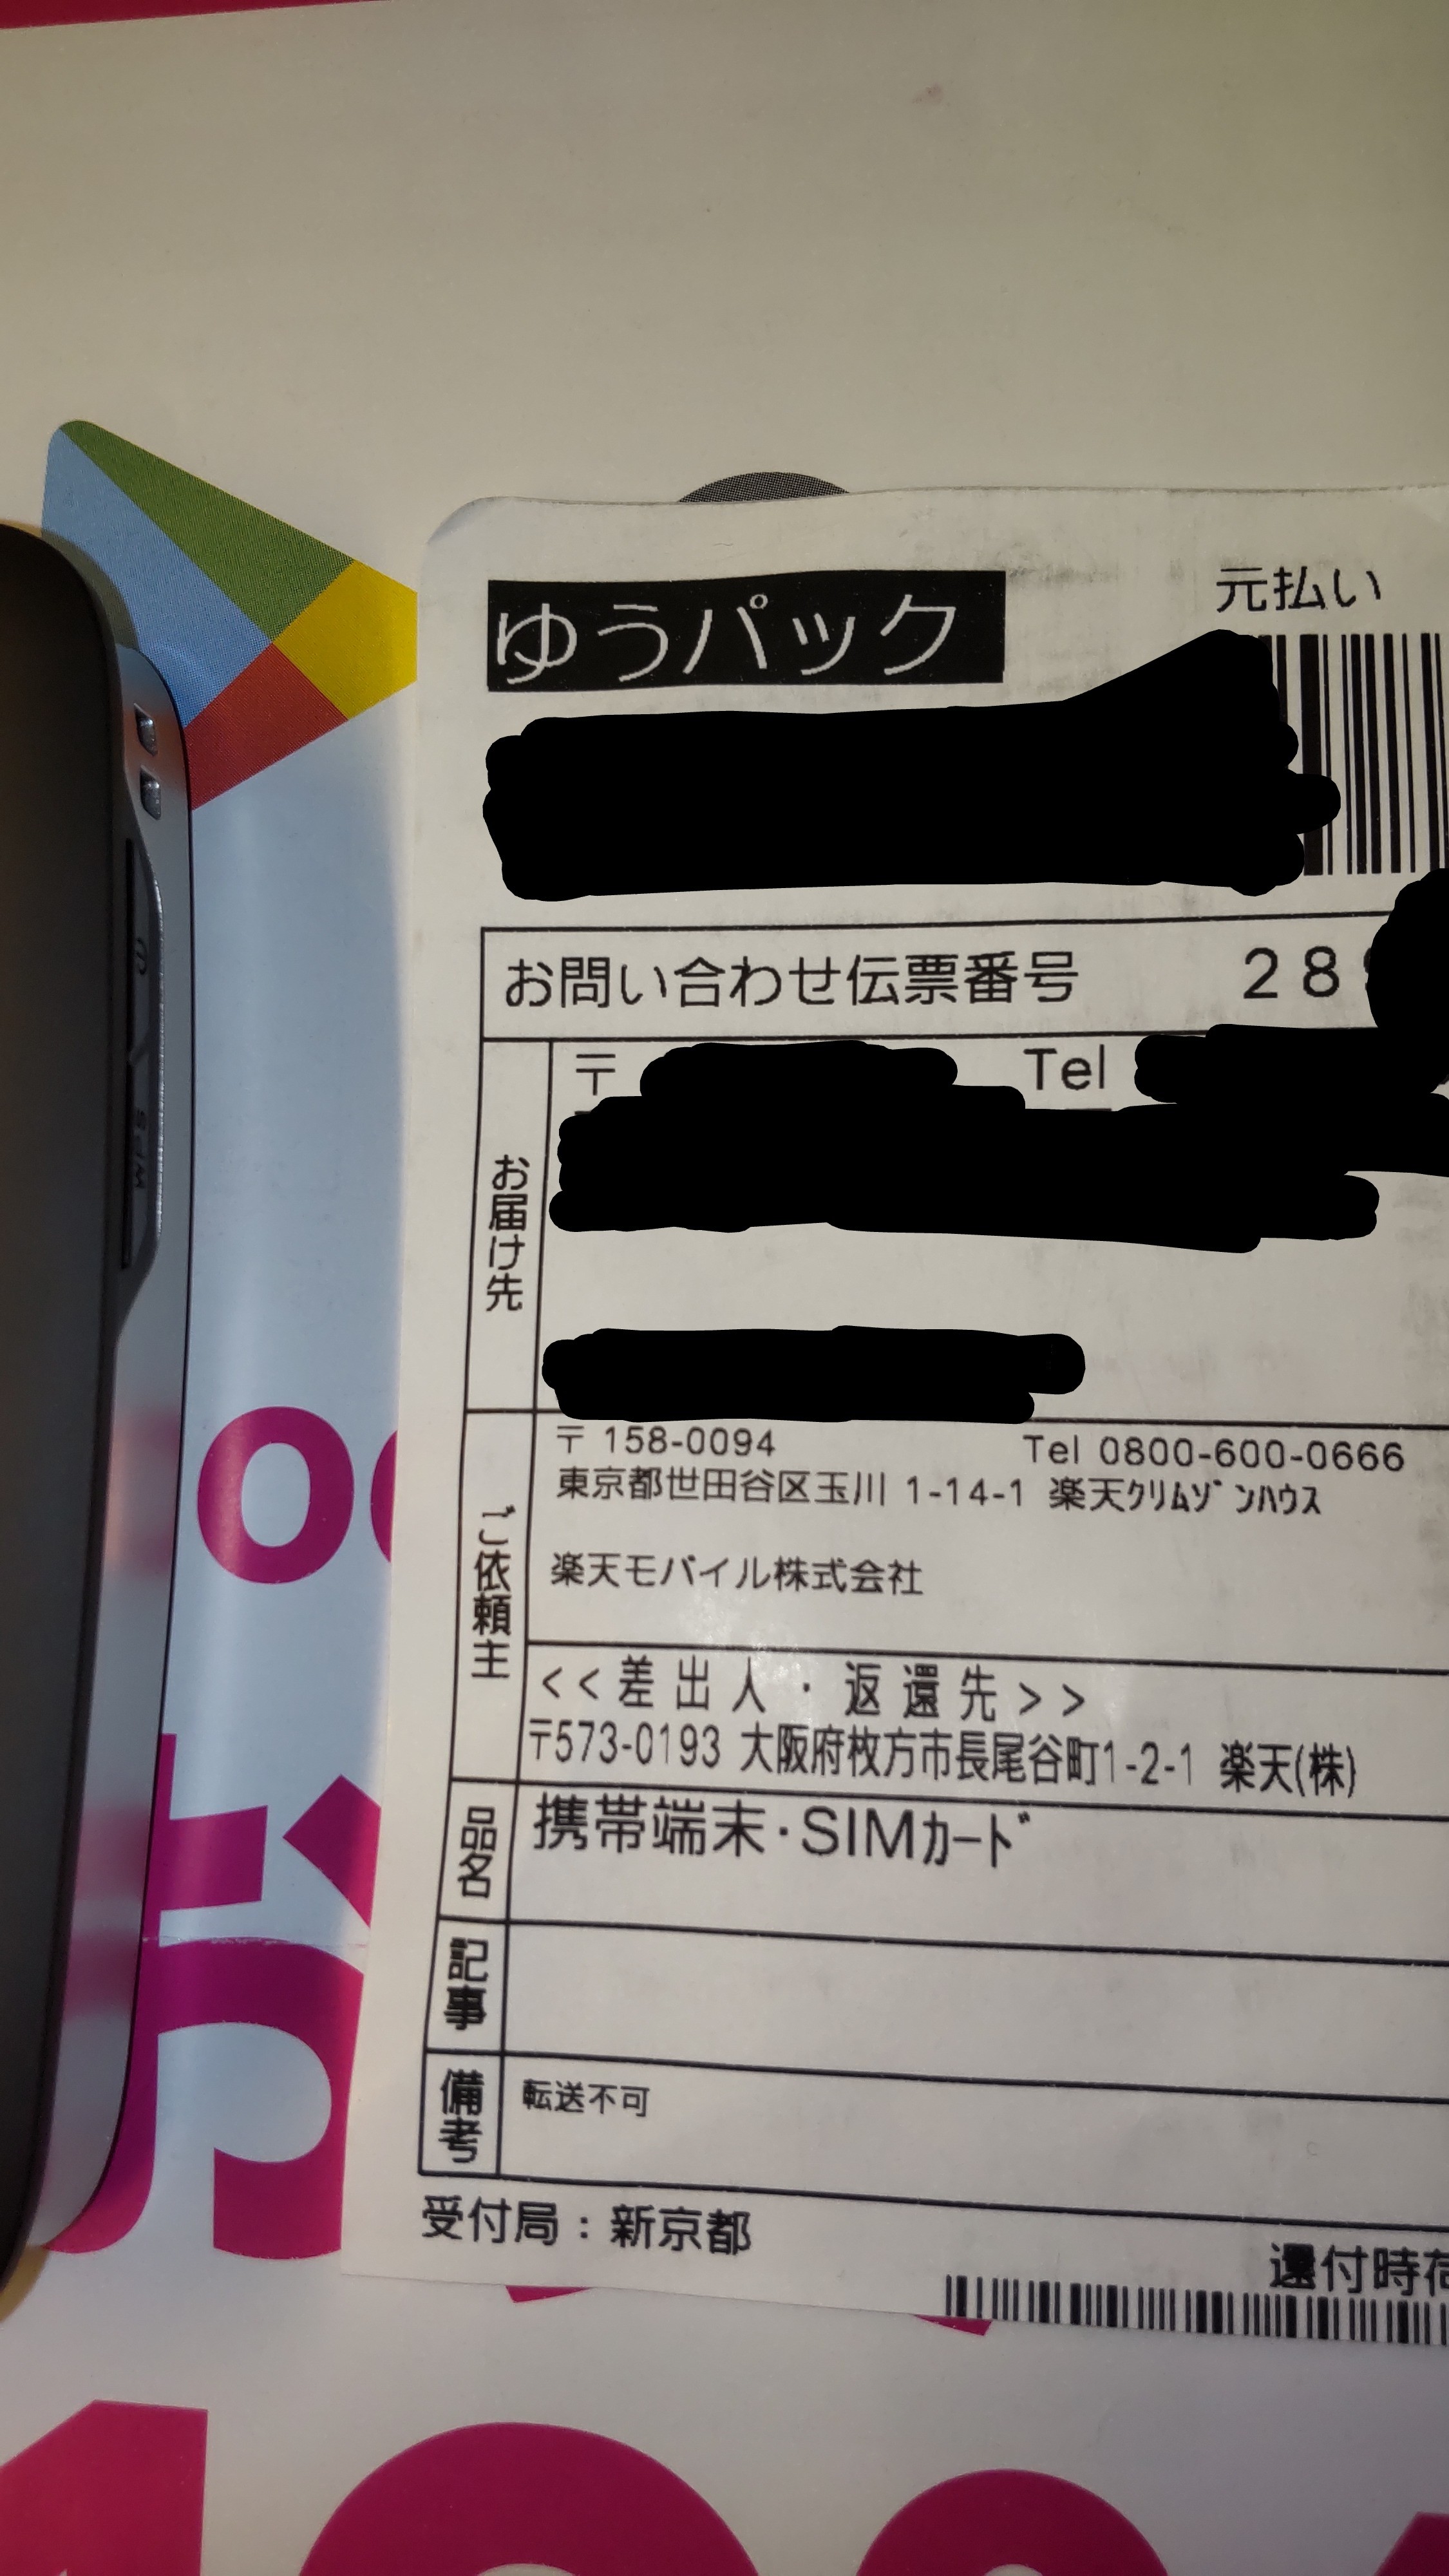 ゆうパック
元払い
お問い合わせ伝票番号 28
〒 Tel
お届け先
〒 158-0094 Tel 0800-600-0666
東京都世田谷区玉川 1-14-1 楽天ｸﾘﾑｿﾞﾝﾊｳｽ
ご依頼主
楽天モバイル株式会社
<<差出人・返還先>>
〒573-0193 大阪府枚方市長尾谷町1-2-1 楽天(株)
品名 携帯端末・SIMｶｰﾄﾞ
記事
備考 転送不可
受付局：新京都
還付時荷